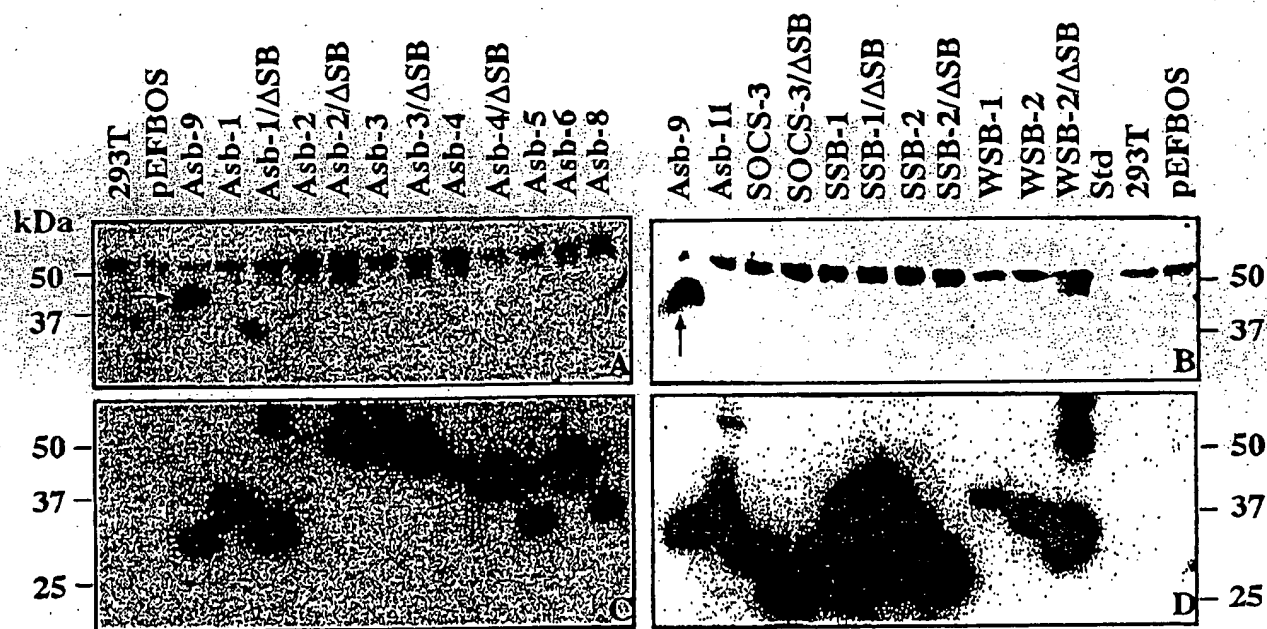 293T
pEFBOS
Asb-9
Asb-1
Asb-1/ΔSB
Asb-2
Asb-2/ΔSB
Asb-3
Asb-3/ΔSB
Asb-4
Asb-4/ΔSB
Asb-5
Asb-6
Asb-8
Asb-9
Asb-11
SOCS-3
SOCS-3/ΔSB
SSB-1
SSB-1/ΔSB
SSB-2
SSB-2/ΔSB
WSB-1
WSB-2
WSB-2/ΔSB
Std
293T
pEFBOS
kDa
50
37
A
B
50
37
50
37
25
C
D
50
37
25